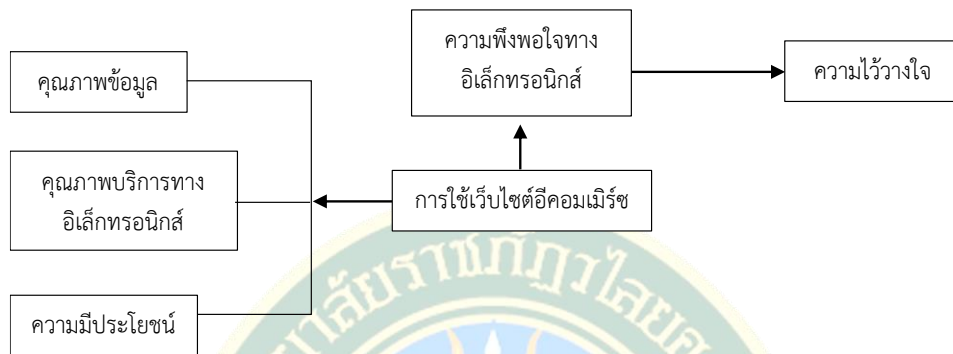 คุณภาพข้อมูล
คุณภาพบริการทาง
อิเล็กทรอนิกส์
ความมีประโยชน์
การใช้เว็บไซต์อีคอมเมิร์ซ
ความพึงพอใจทาง
อิเล็กทรอนิกส์
ความไว้วางใจ